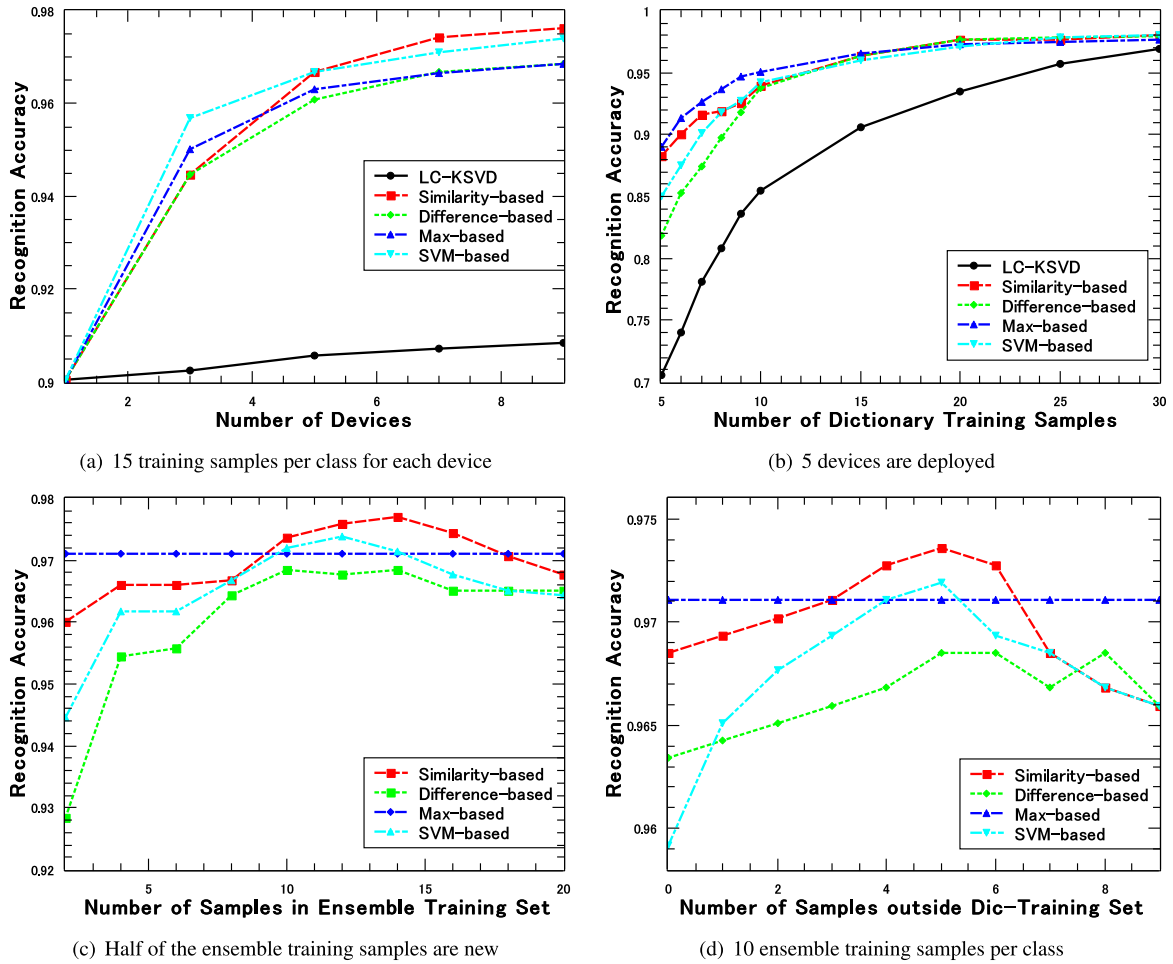 0.98
0.96
0.94
0.92
0.9
2
4
6
8
Recognition Accuracy
Number of Devices
LC-KSVD
Similarity-based
Difference-based
Max-based
SVM-based
(a) 15 training samples per class for each device
1
0.95
0.9
0.85
0.8
0.75
0.7
5
10
15
20
25
30
Recognition Accuracy
Number of Dictionary Training Samples
LC-KSVD
Similarity-based
Difference-based
Max-based
SVM-based
(b) 5 devices are deployed
0.98
0.97
0.96
0.95
0.94
0.93
0.92
5
10
15
20
Recognition Accuracy
Number of Samples in Ensemble Training Set
Similarity-based
Difference-based
Max-based
SVM-based
(c) Half of the ensemble training samples are new
0.975
0.97
0.965
0.96
0
2
4
6
8
Recognition Accuracy
Number of Samples outside Dic-Training Set
Similarity-based
Difference-based
Max-based
SVM-based
(d) 10 ensemble training samples per class